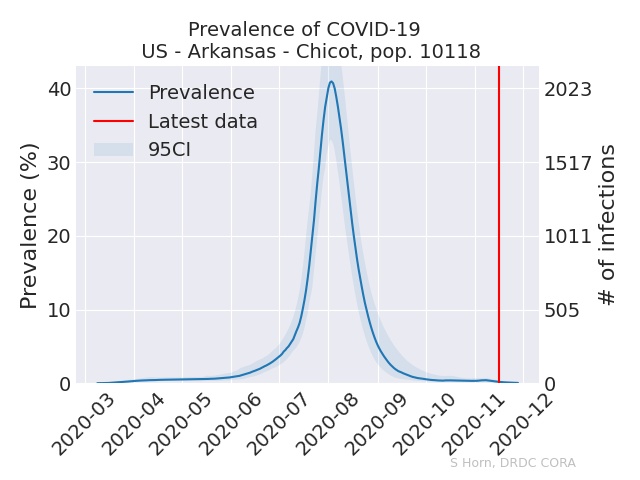 Prevalence of COVID-19
US - Arkansas - Chicot, pop. 10118
Prevalence
Latest data
95CI
Prevalence (%)
40
30
20
10
0
2023
1517
1011
505
0
# of infections
2020-03
2020-04
2020-05
2020-06
2020-07
2020-08
2020-09
2020-10
2020-11
2020-12
S Horn, DRDC CORA